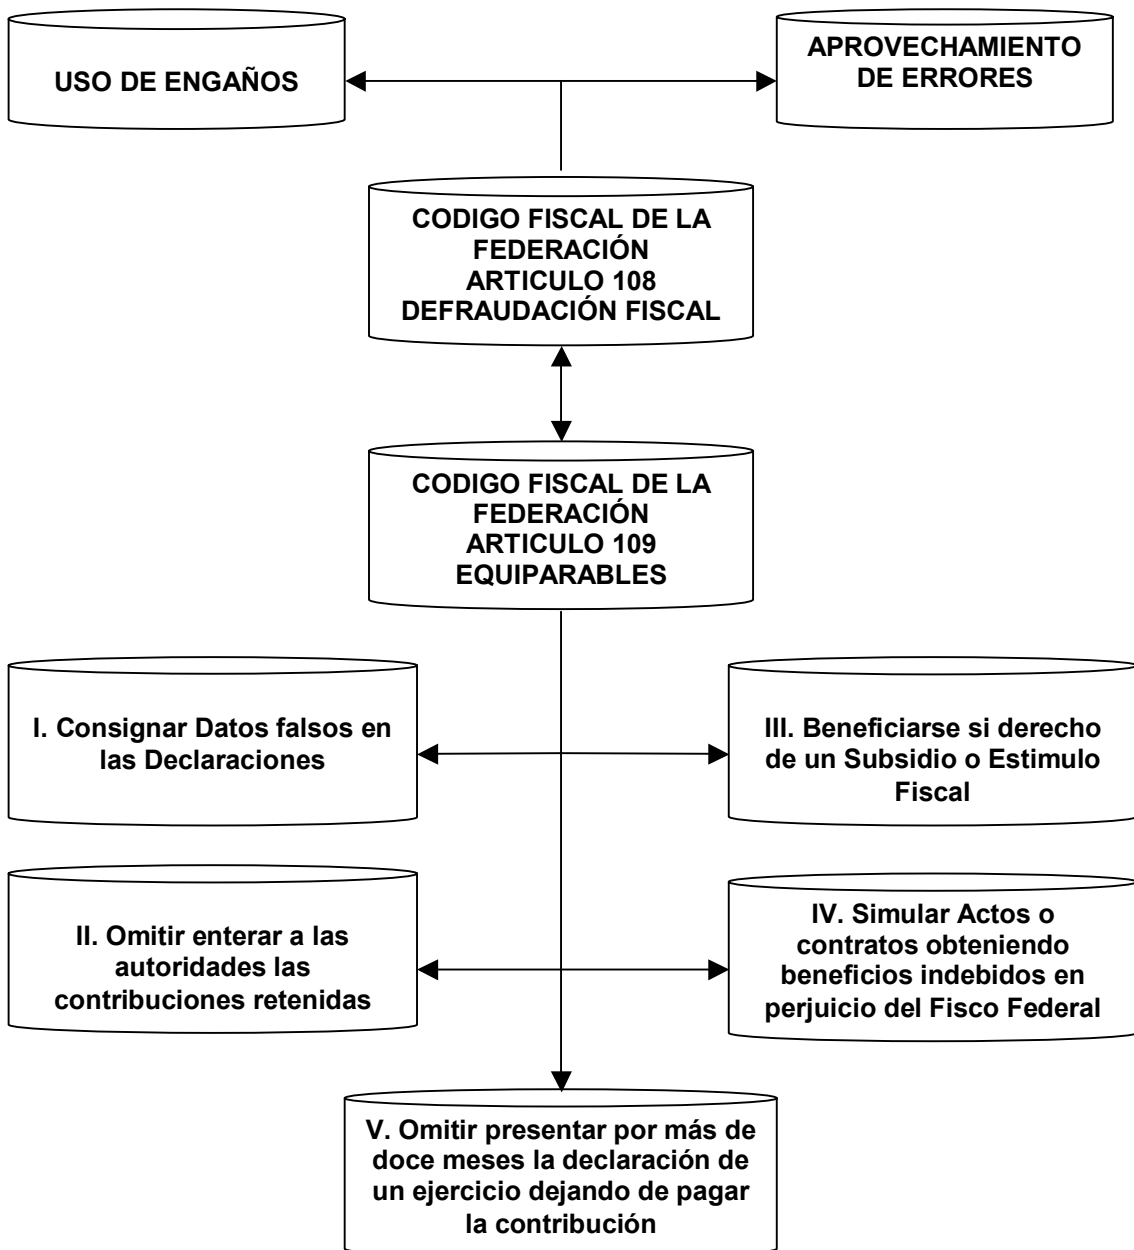 USO DE ENGAÑOS
APROVECHAMIENTO
DE ERRORES
CODIGO FISCAL DE LA
FEDERACIÓN
ARTICULO 108
DEFRAUDACIÓN FISCAL
CODIGO FISCAL DE LA
FEDERACIÓN
ARTICULO 109
EQUIPARABLES
I. Consignar Datos falsos en
las Declaraciones
III. Beneficiarse si derecho
de un Subsidio o Estimulo
Fiscal
II. Omitir enterar a las
autoridades las
contribuciones retenidas
IV. Simular Actos o
contratos obteniendo
beneficios indebidos en
perjuicio del Fisco Federal
V. Omitir presentar por más de
doce meses la declaración de
un ejercicio dejando de pagar
la contribución